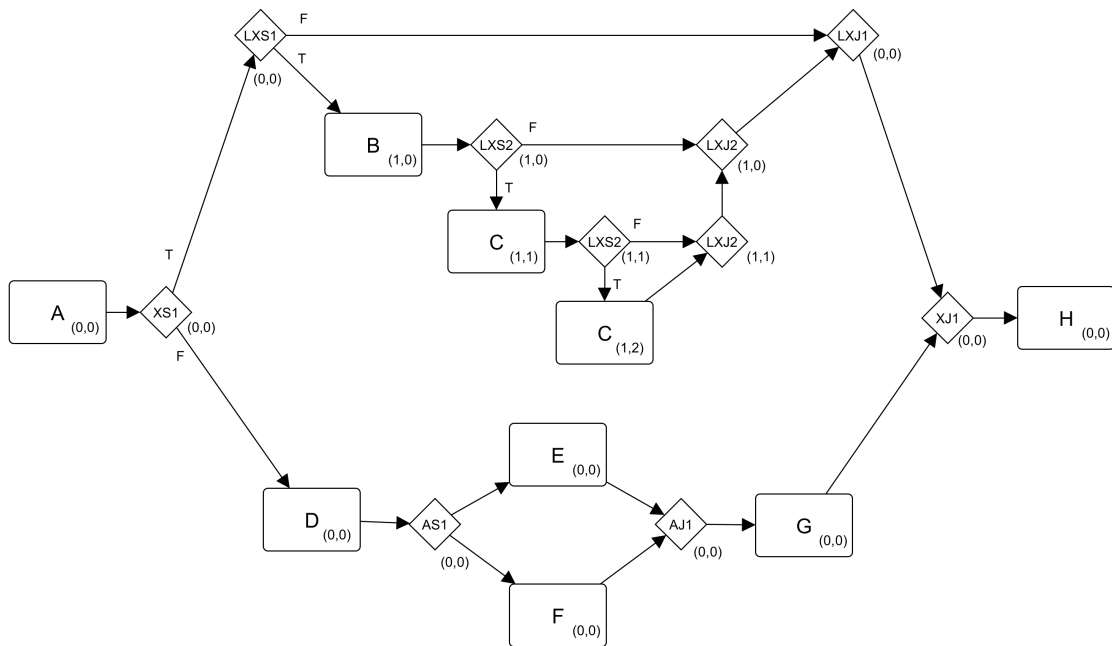 F
LXS1
LXJ1
T
(0,0)
(0,0)
B
(1,0)
LXS2
F
(1,0)
LXJ2
(1,0)
T
C
(1,1)
LXS2
F
(1,1)
LXJ2
(1,1)
T
T
A
(0,0)
XS1
(0,0)
C
(1,2)
XJ1
(0,0)
H
(0,0)
F
E
(0,0)
D
(0,0)
AS1
(0,0)
AJ1
(0,0)
G
(0,0)
F
(0,0)